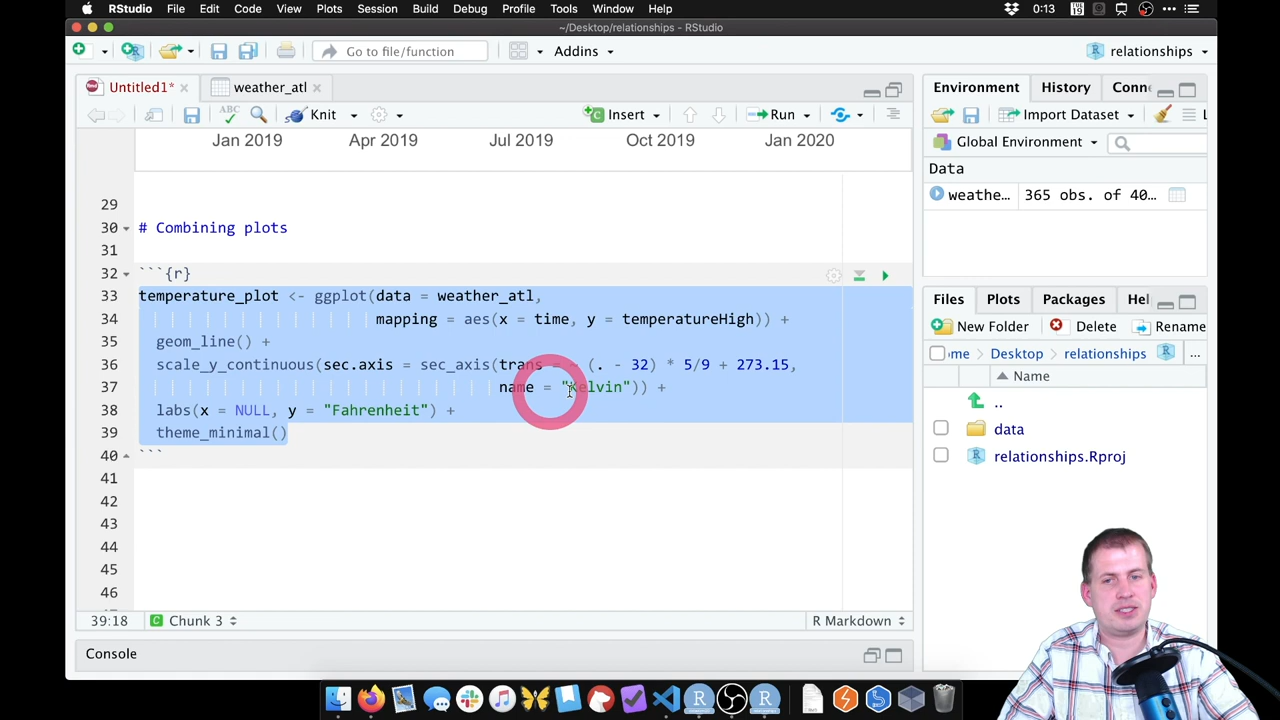 RStudio File Edit Code View Plots Session Build Debug Profile Tools Window Help 0:13
~/Desktop/relationships - RStudio
Go to file/function Addins relationships
Untitled1* weather_atl
Knit Insert Run
Jan 2019 Apr 2019 Jul 2019 Oct 2019 Jan 2020
29
30 # Combining plots
31
32 ```{r}
33 temperature_plot <- ggplot(data = weather_atl,
34 mapping = aes(x = time, y = temperatureHigh)) +
35 geom_line() +
36 scale_y_continuous(sec.axis = sec_axis(trans = ~ (. - 32) * 5/9 + 273.15,
37 name = "Kelvin")) +
38 labs(x = NULL, y = "Fahrenheit") +
39 theme_minimal()
40 ```
41
42
43
44
45
46
39:18 Chunk 3 R Markdown
Console
Environment History Conn
Import Dataset
Global Environment
Data
weathe… 365 obs. of 40…
Files Plots Packages Hel
New Folder Delete Rename
me Desktop relationships ...
Name
..
data
relationships.Rproj